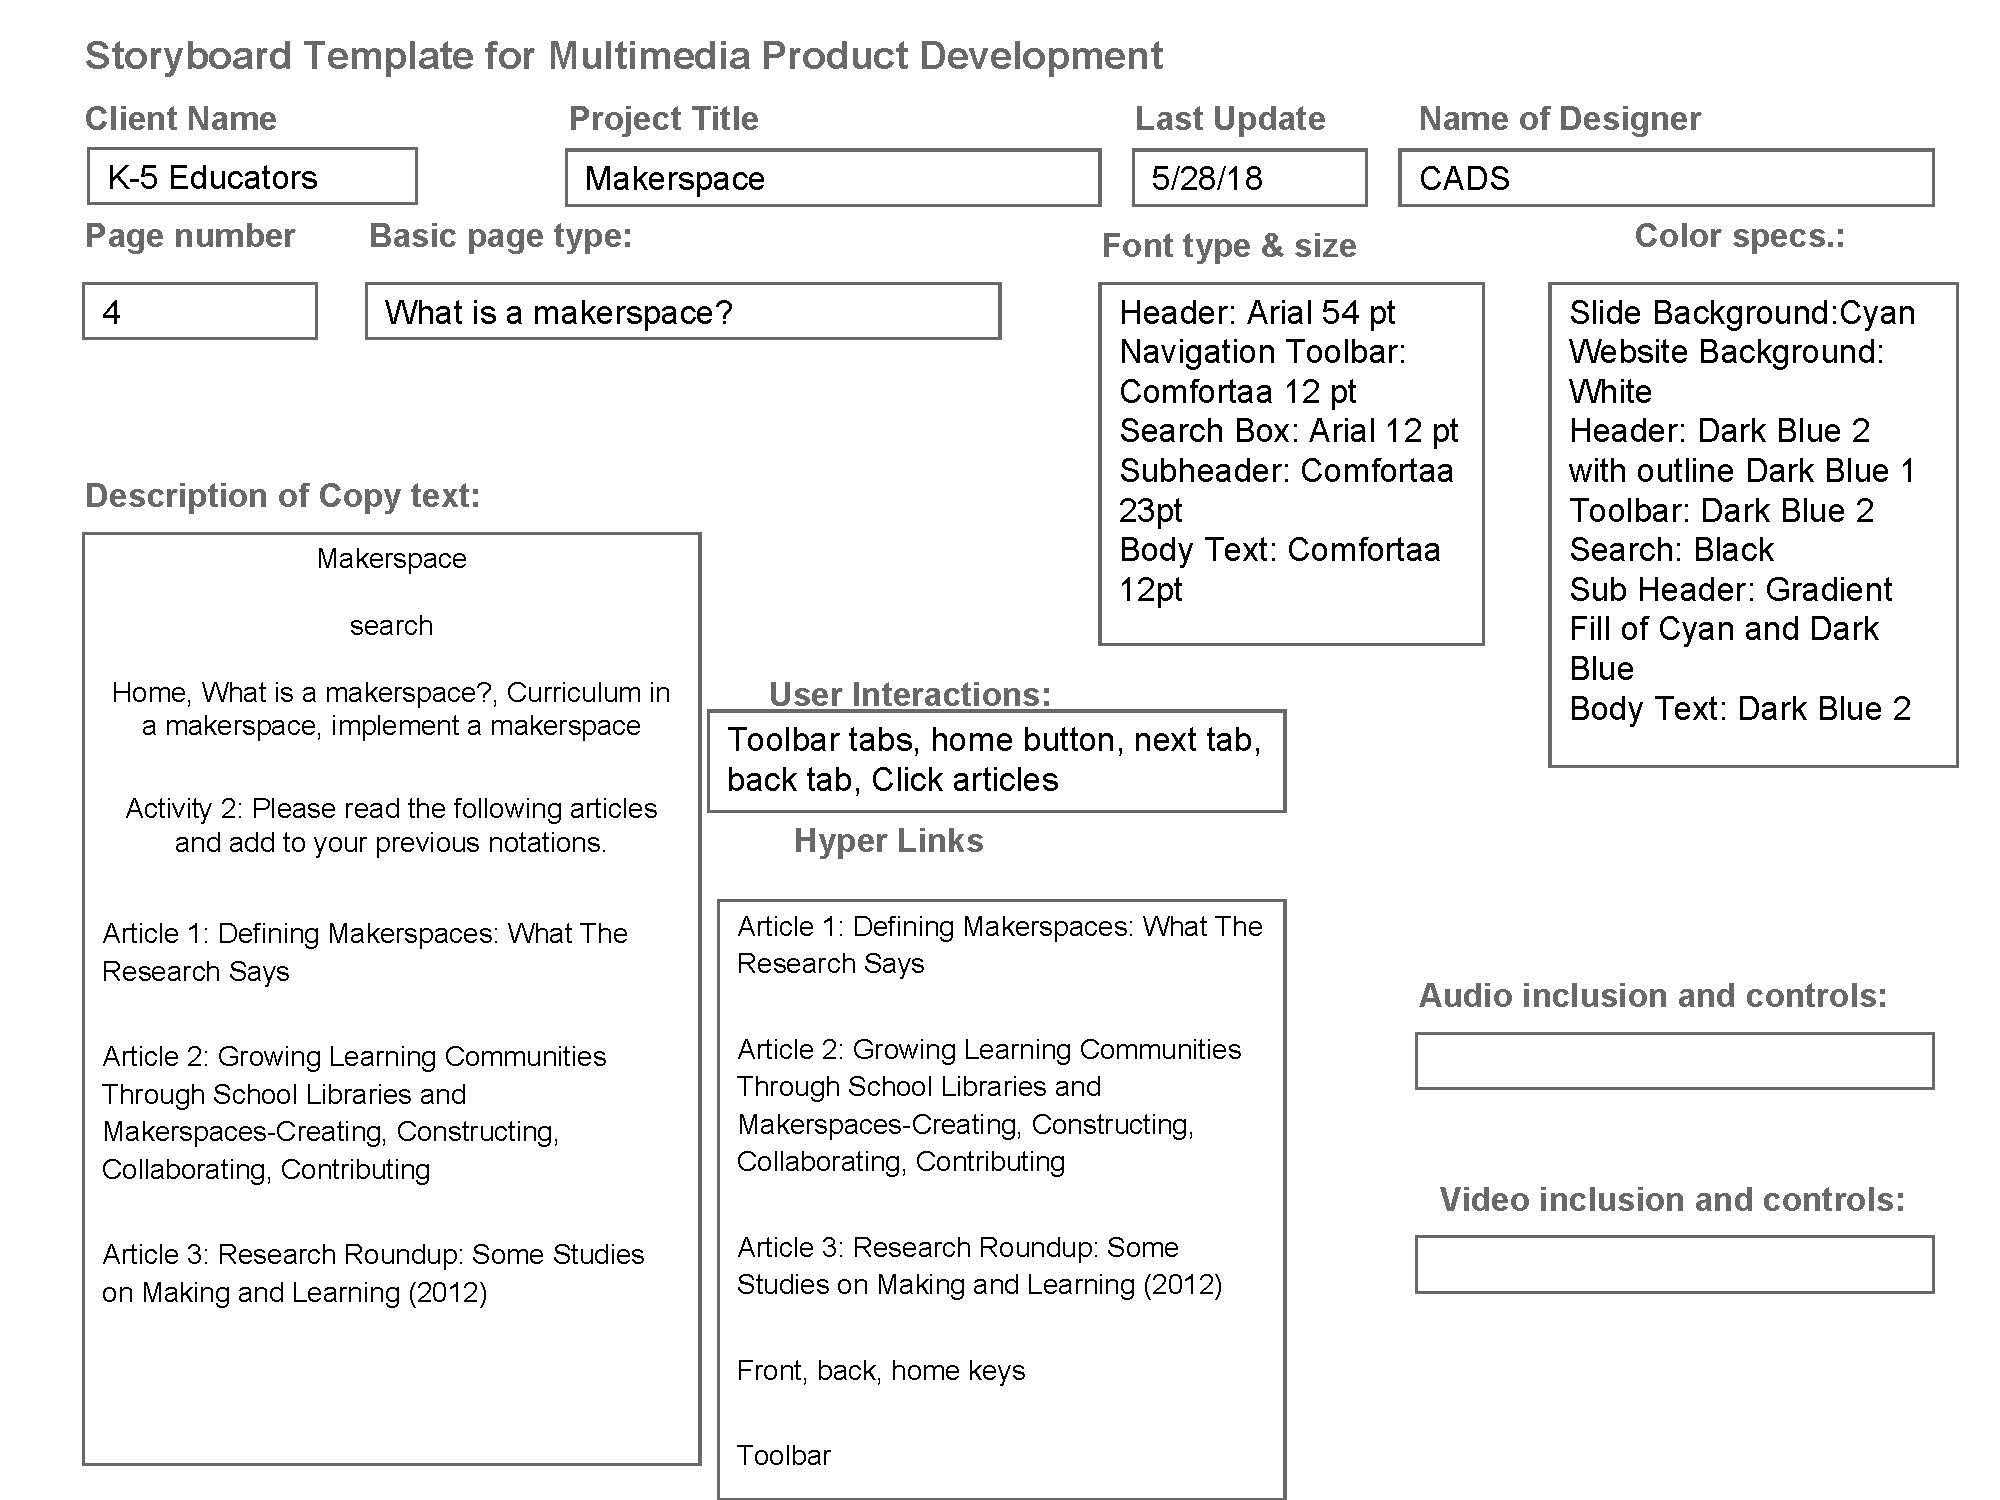 Storyboard Template for Multimedia Product Development
Client Name
K-5 Educators
Project Title
Makerspace
Last Update
5/28/18
Name of Designer
CADS
Page number
4
Basic page type:
What is a makerspace?
Font type & size
Header: Arial 54 pt
Navigation Toolbar:
Comfortaa 12 pt
Search Box: Arial 12 pt
Subheader: Comfortaa
23pt
Body Text: Comfortaa
12pt
Color specs.:
Slide Background:Cyan
Website Background:
White
Header: Dark Blue 2
with outline Dark Blue 1
Toolbar: Dark Blue 2
Search: Black
Sub Header: Gradient
Fill of Cyan and Dark
Blue
Body Text: Dark Blue 2
Description of Copy text:
Makerspace
search
Home, What is a makerspace?, Curriculum in
a makerspace, implement a makerspace
Activity 2: Please read the following articles
and add to your previous notations.
Article 1: Defining Makerspaces: What The
Research Says
Article 2: Growing Learning Communities
Through School Libraries and
Makerspaces-Creating, Constructing,
Collaborating, Contributing
Article 3: Research Roundup: Some Studies
on Making and Learning (2012)
User Interactions:
Toolbar tabs, home button, next tab,
back tab, Click articles
Hyper Links
Article 1: Defining Makerspaces: What The
Research Says
Article 2: Growing Learning Communities
Through School Libraries and
Makerspaces-Creating, Constructing,
Collaborating, Contributing
Article 3: Research Roundup: Some
Studies on Making and Learning (2012)
Front, back, home keys
Toolbar
Audio inclusion and controls:
Video inclusion and controls: